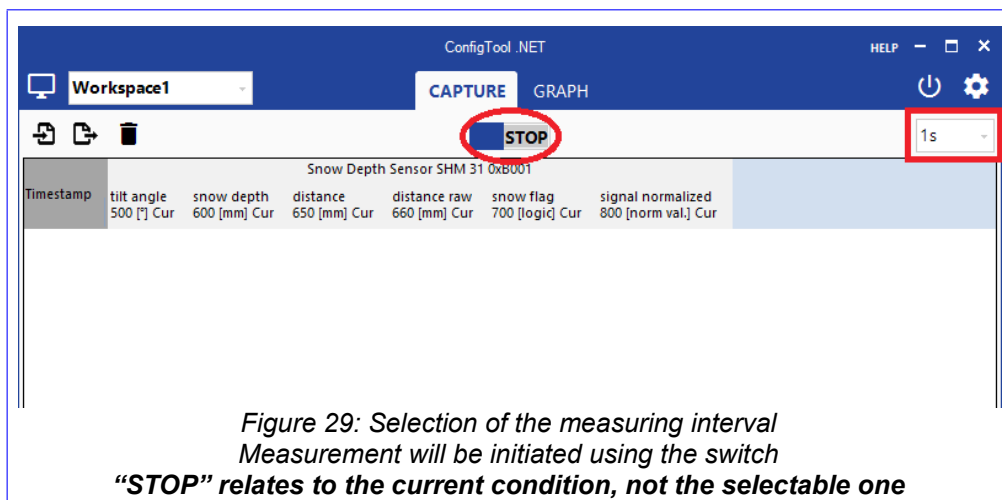 ConfigTool .NET
HELP
Workspace1
CAPTURE GRAPH
STOP
1s
Snow Depth Sensor SHM 31 0xB001
Timestamp
tilt angle snow depth distance distance raw snow flag signal normalized
500 [°] Cur 600 [mm] Cur 650 [mm] Cur 660 [mm] Cur 700 [logic] Cur 800 [norm val.] Cur
Figure 29: Selection of the measuring interval
Measurement will be initiated using the switch
“STOP” relates to the current condition, not the selectable one